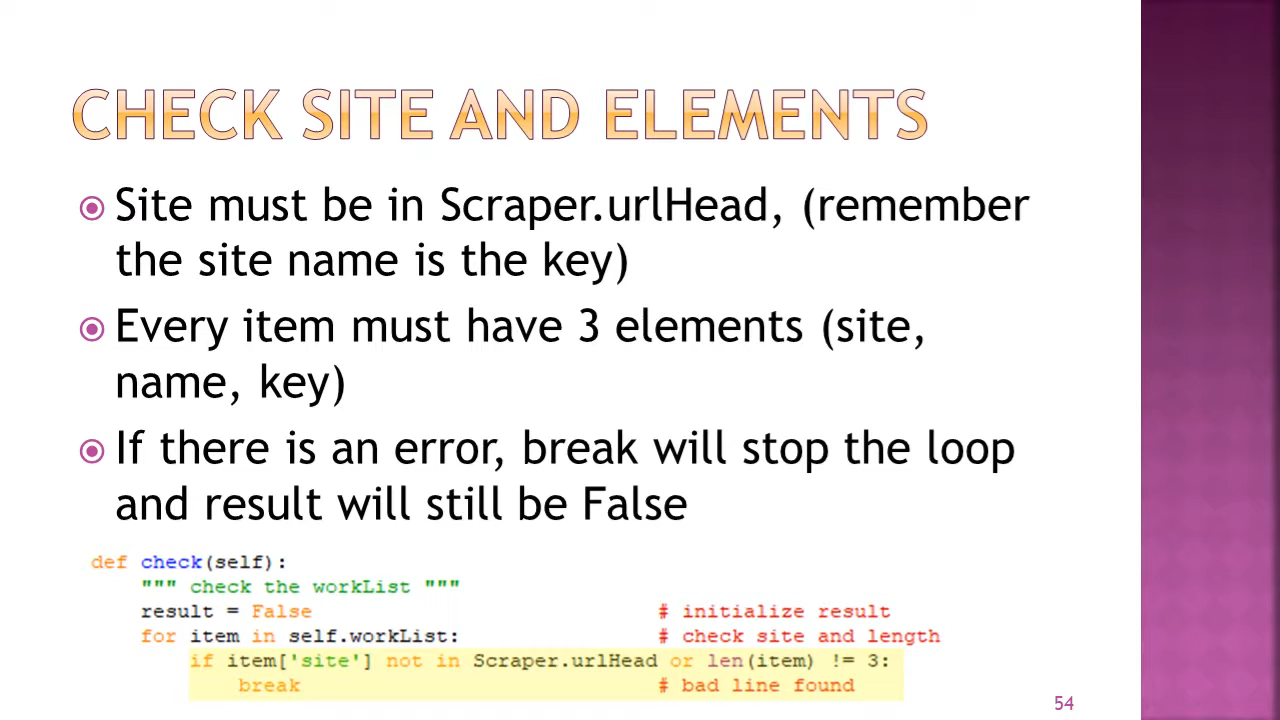 CHECK SITE AND ELEMENTS
Site must be in Scraper.urlHead, (remember
the site name is the key)
Every item must have 3 elements (site,
name, key)
If there is an error, break will stop the loop
and result will still be False
def check(self):
""" check the workList """
result = False # initialize result
for item in self.workList: # check site and length
if item['site'] not in Scraper.urlHead or len(item) != 3:
break # bad line found
54